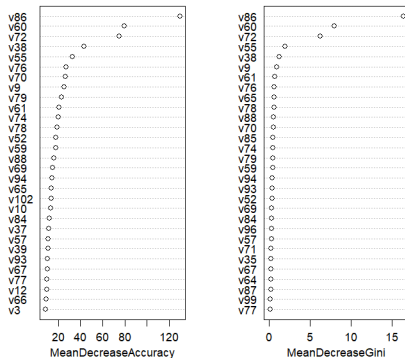 v86
v60
v72
v38
v55
v76
v70
v9
v79
v61
v74
v78
v52
v59
v88
v69
v94
v65
v102
v10
v84
v37
v57
v39
v93
v67
v77
v12
v66
v3
20 40 60 80 120
MeanDecreaseAccuracy
v86
v60
v72
v55
v38
v9
v61
v76
v65
v78
v88
v70
v85
v74
v79
v59
v94
v93
v52
v69
v84
v96
v57
v71
v35
v67
v64
v87
v99
v77
0 5 10 15
MeanDecreaseGini